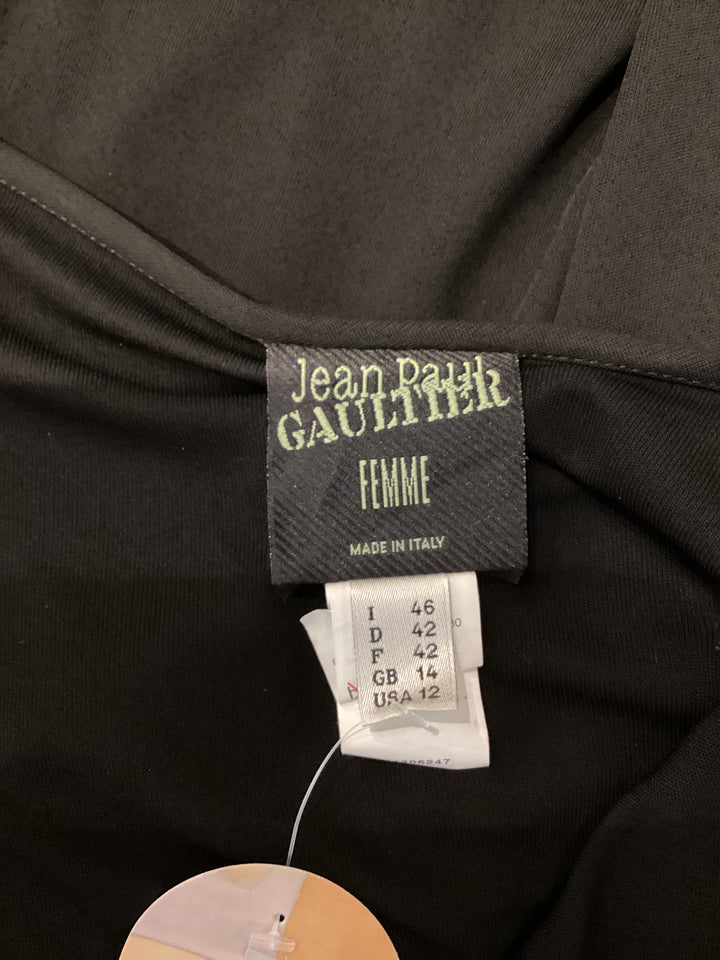 Jean Paul
GAULTIER
FEMME
MADE IN ITALY
I 46
D 42
F 42
GB 14
USA 12